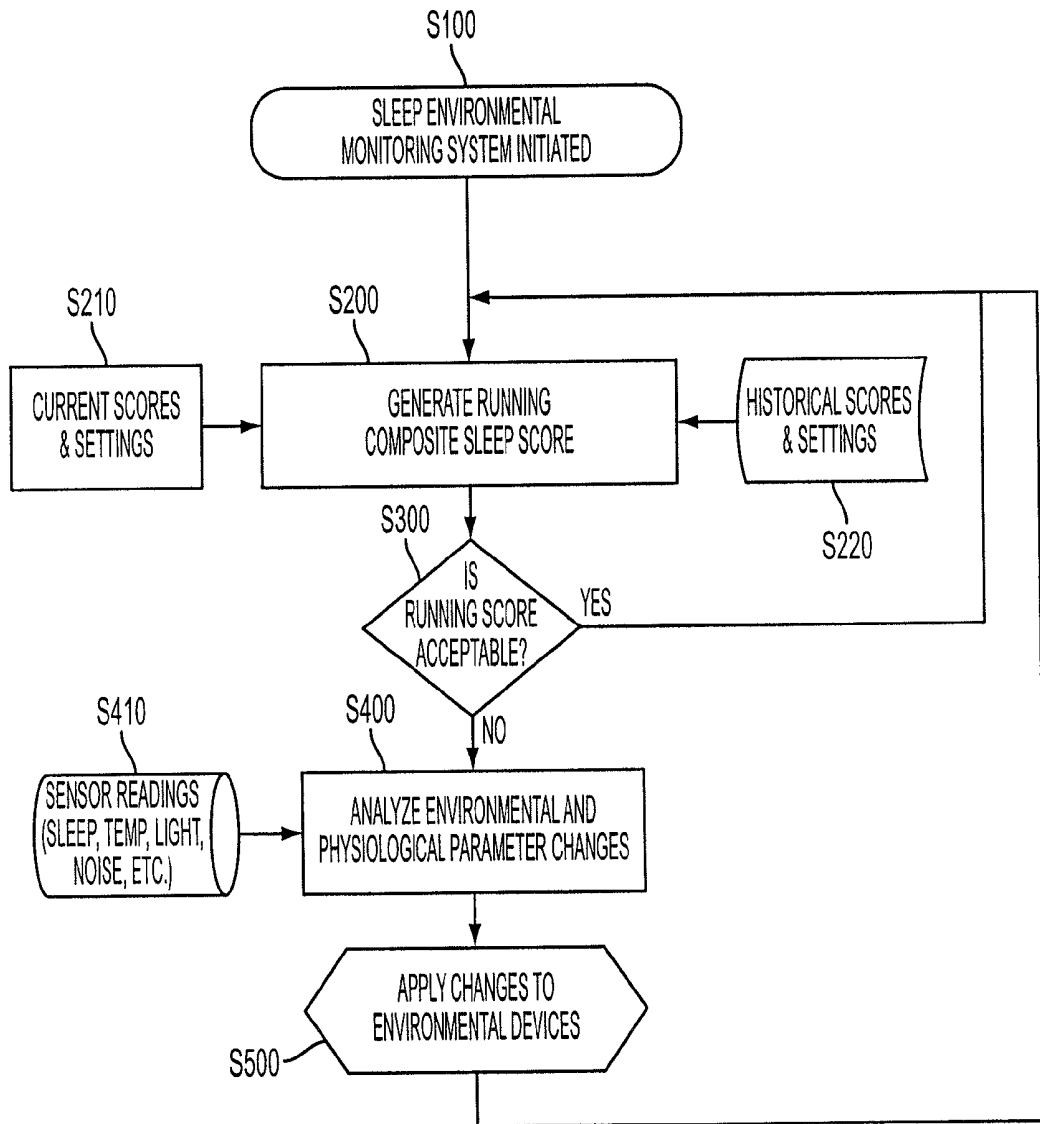 S100
SLEEP ENVIRONMENTAL
MONITORING SYSTEM INITIATED
S210
S200
CURRENT SCORES
& SETTINGS
GENERATE RUNNING
COMPOSITE SLEEP SCORE
HISTORICAL SCORES
& SETTINGS
S220
S300
IS
RUNNING SCORE
ACCEPTABLE?
YES
NO
S410
S400
SENSOR READINGS
(SLEEP, TEMP, LIGHT,
NOISE, ETC.)
ANALYZE ENVIRONMENTAL AND
PHYSIOLOGICAL PARAMETER CHANGES
APPLY CHANGES TO
ENVIRONMENTAL DEVICES
S500